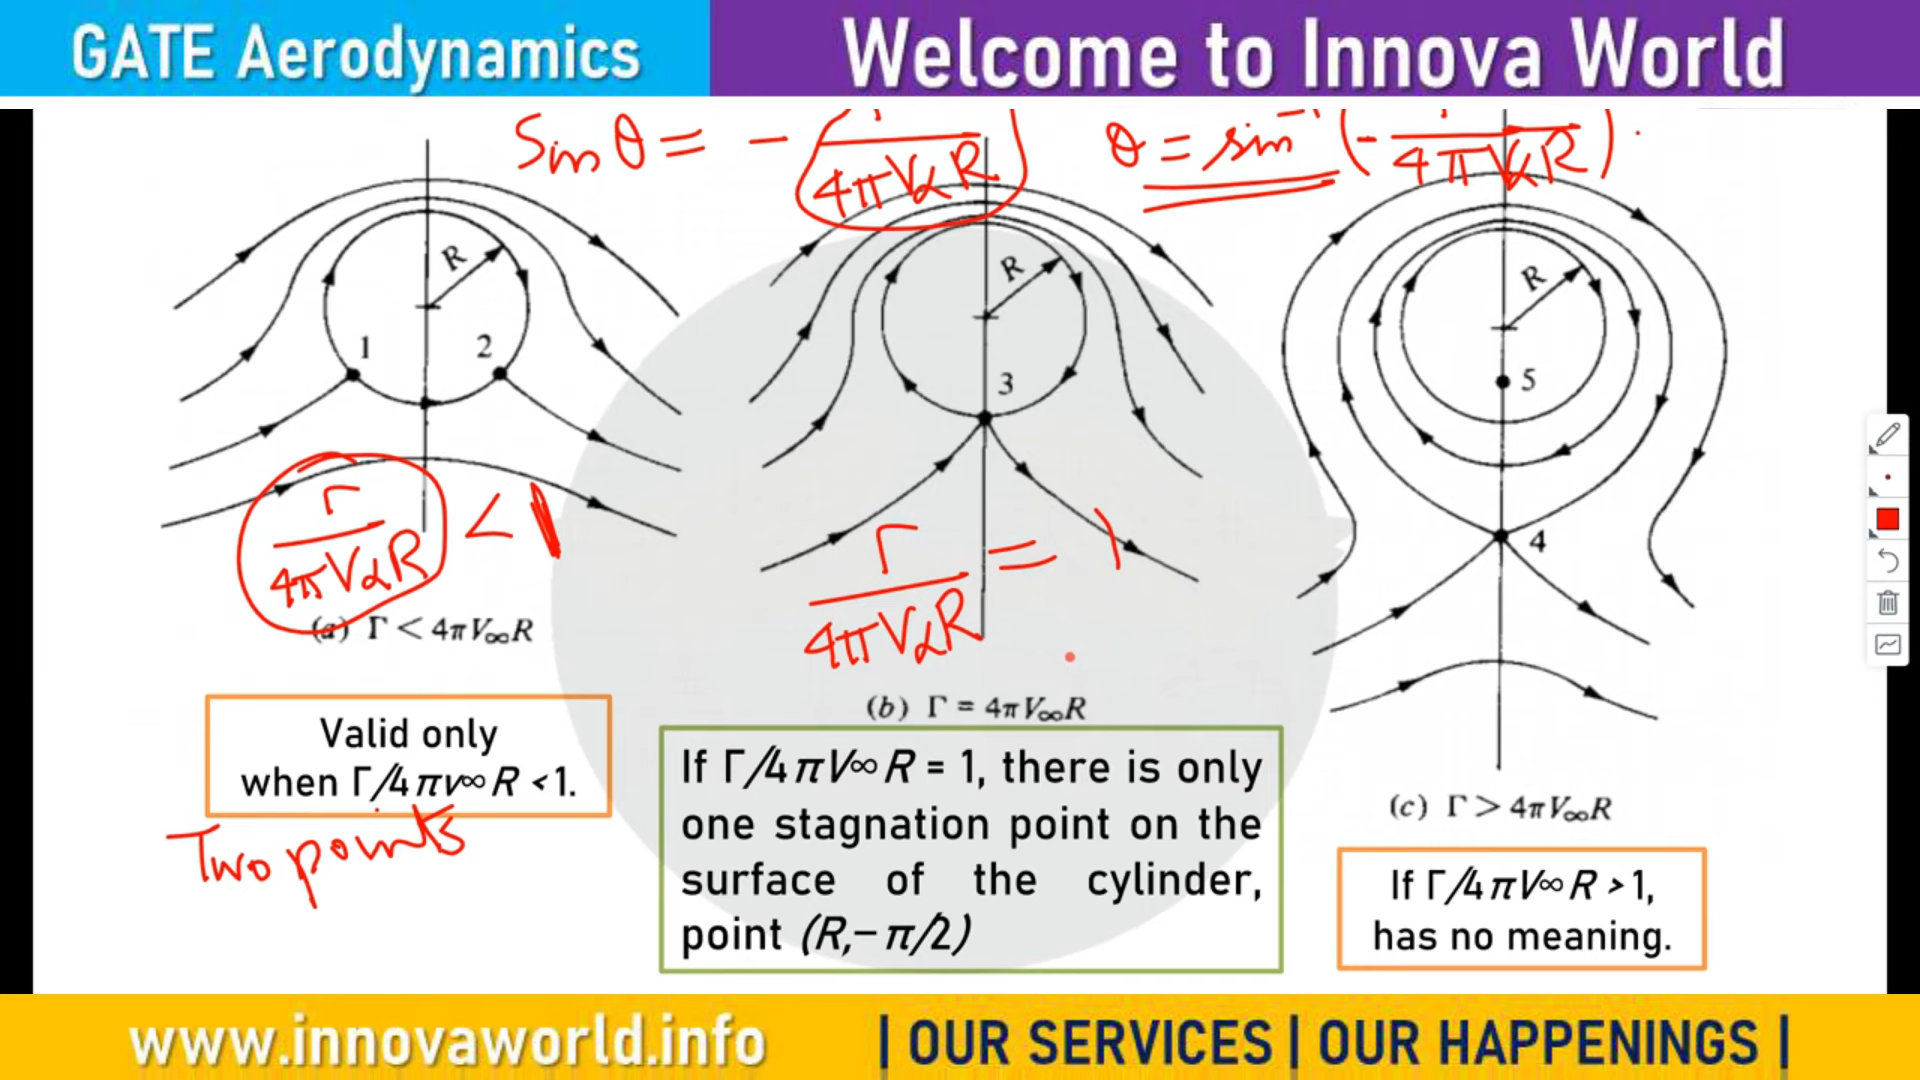 GATE Aerodynamics
Welcome to Innova World
Sin θ = - Γ/4πV∝R
θ = sin⁻¹ (- Γ/4πV∝R).
R
1
2
R
3
R
5
4
Γ/4πV∝R < 1
Γ/4πV∝R = 1
(a) Γ < 4πV∞R
(b) Γ = 4πV∞R
(c) Γ > 4πV∞R
Valid only
when Γ/4πv∞R <1.
Two points
If Γ/4πV∞R = 1, there is only
one stagnation point on the
surface of the cylinder,
point (R,−π/2)
If Γ/4πV∞R >1,
has no meaning.
www.innovaworld.info
| OUR SERVICES | OUR HAPPENINGS |